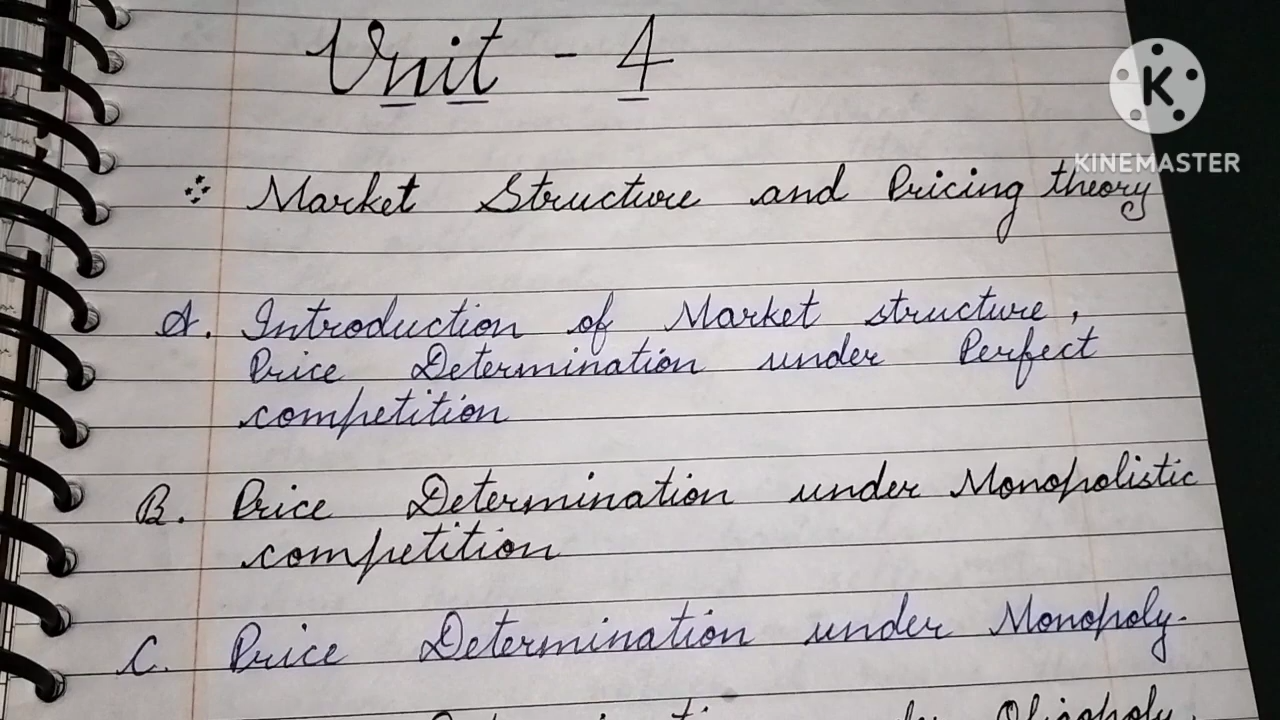 Unit - 4
K
KINEMASTER
Market Structure and Pricing theory
A. Introduction of Market structure,
Price Determination under Perfect
competition
B. Price Determination under Monopolistic
competition
C. Price Determination under Monopoly.
Oligopoly.